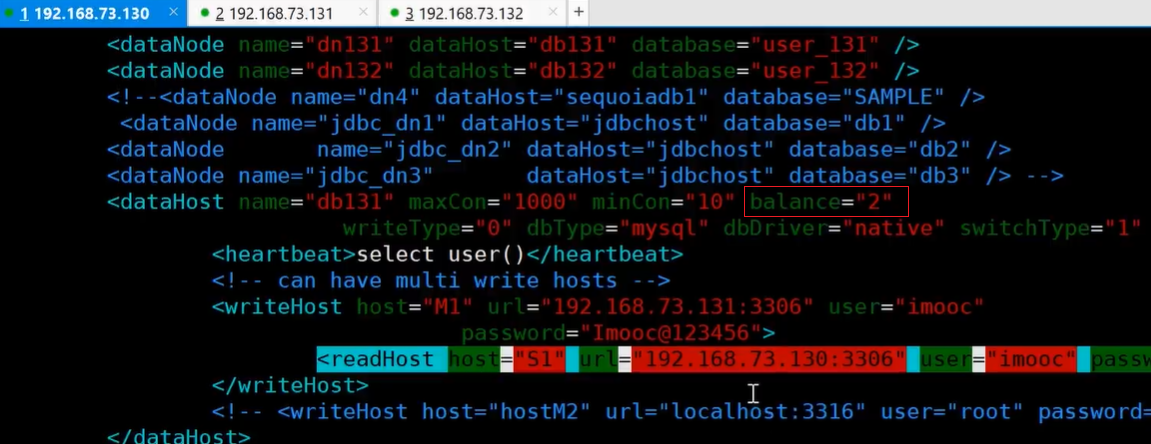 1 192.168.73.130 × 2 192.168.73.131 × 3 192.168.73.132 × +
<dataNode name="dn131" dataHost="db131" database="user_131" />
<dataNode name="dn132" dataHost="db132" database="user_132" />
<!--<dataNode name="dn4" dataHost="sequoiadb1" database="SAMPLE" />
<dataNode name="jdbc_dn1" dataHost="jdbchost" database="db1" />
<dataNode name="jdbc_dn2" dataHost="jdbchost" database="db2" />
<dataNode name="jdbc_dn3" dataHost="jdbchost" database="db3" /> -->
<dataHost name="db131" maxCon="1000" minCon="10" balance="2"
writeType="0" dbType="mysql" dbDriver="native" switchType="1"
<heartbeat>select user()</heartbeat>
<!-- can have multi write hosts -->
<writeHost host="M1" url="192.168.73.131:3306" user="imooc"
password="Imooc@123456">
<readHost host="S1" url="192.168.73.130:3306" user="imooc" passw
</writeHost>
<!-- <writeHost host="hostM2" url="localhost:3316" user="root" password=
</dataHost>